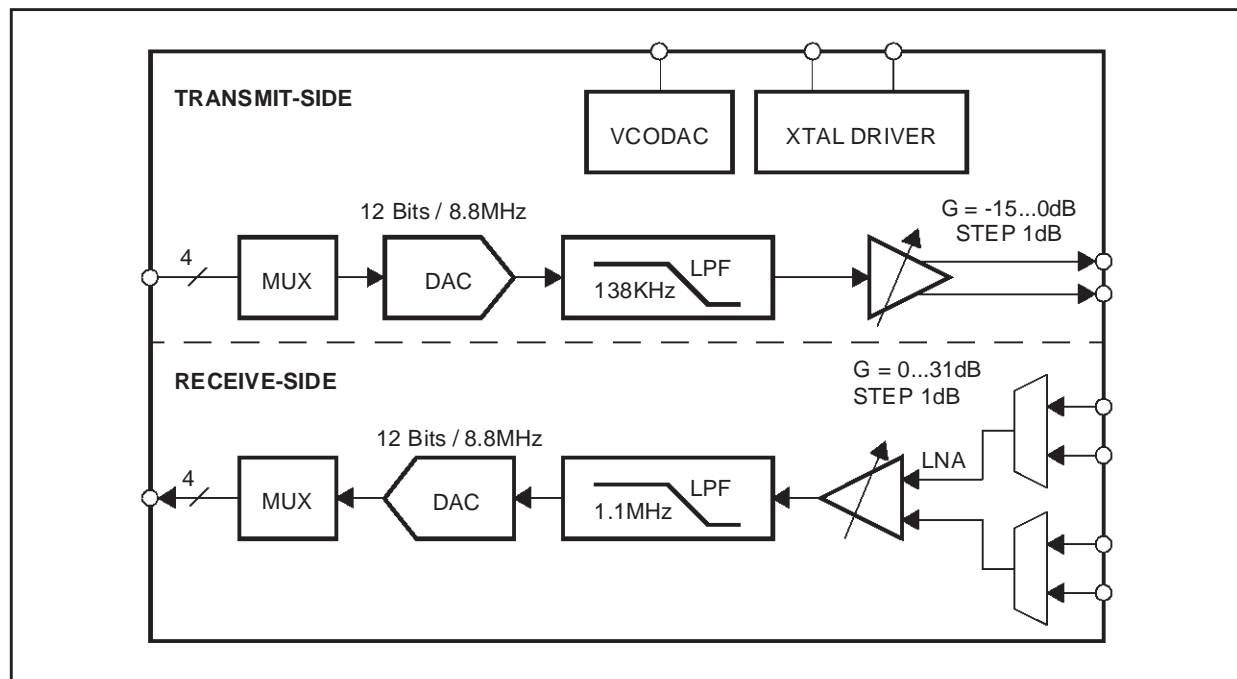 TRANSMIT-SIDE
VCODAC
XTAL DRIVER
12 Bits / 8.8MHz
G = -15...0dB
STEP 1dB
4
MUX
DAC
LPF
138KHz
RECEIVE-SIDE
G = 0...31dB
STEP 1dB
12 Bits / 8.8MHz
LNA
4
MUX
DAC
LPF
1.1MHz